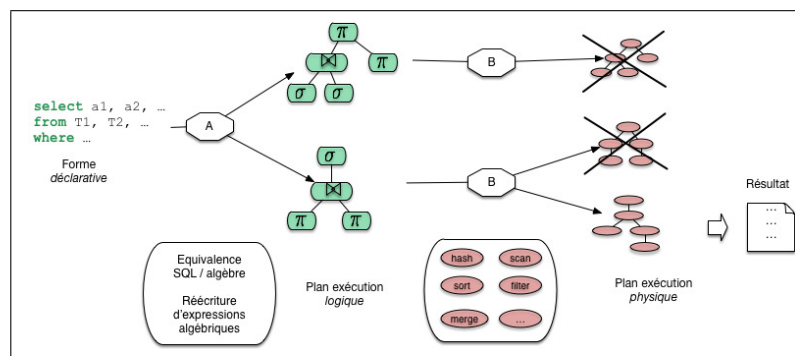 select a1, a2, …
from T1, T2, …
where …
Forme
déclarative
A
π
⋈
π
σ
σ
σ
⋈
π
π
B
B
Equivalence
SQL / algèbre
Réécriture
d'expressions
algébriques
Plan exécution
logique
hash
scan
sort
filter
merge
...
Plan exécution
physique
Résultat
...
...
...